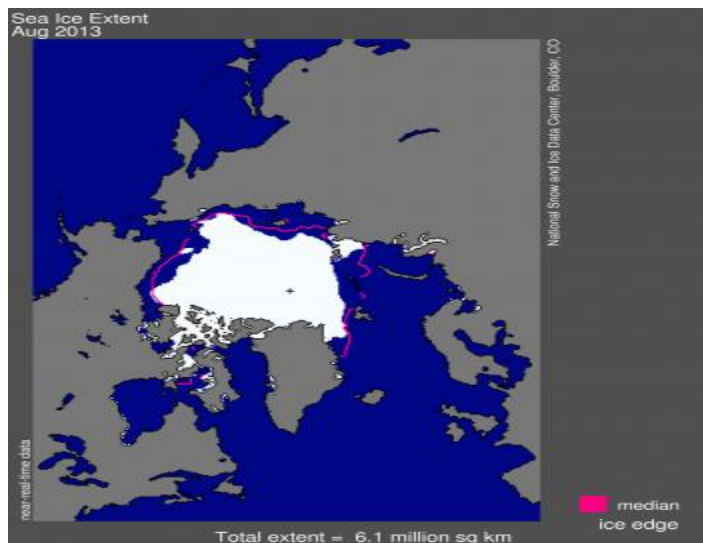 Sea Ice Extent
Aug 2013
National Snow and Ice Data Center, Boulder, CO
near-real-time data
median
ice edge
Total extent = 6.1 million sq km